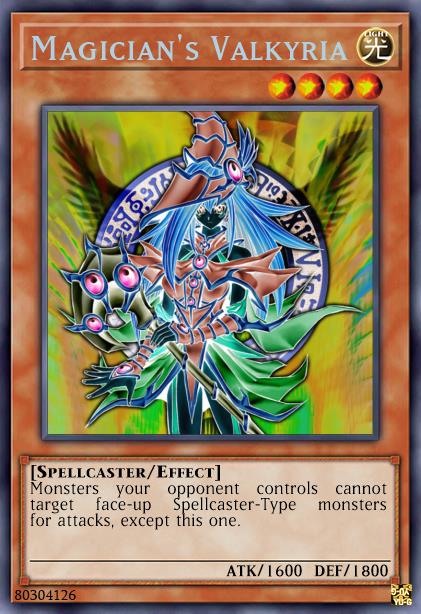 MAGICIAN'S VALKYRIA
LIGHT
光
[SPELLCASTER/EFFECT]
Monsters your opponent controls cannot
target face-up Spellcaster-Type monsters
for attacks, except this one.
ATK/1600 DEF/1800
80304126